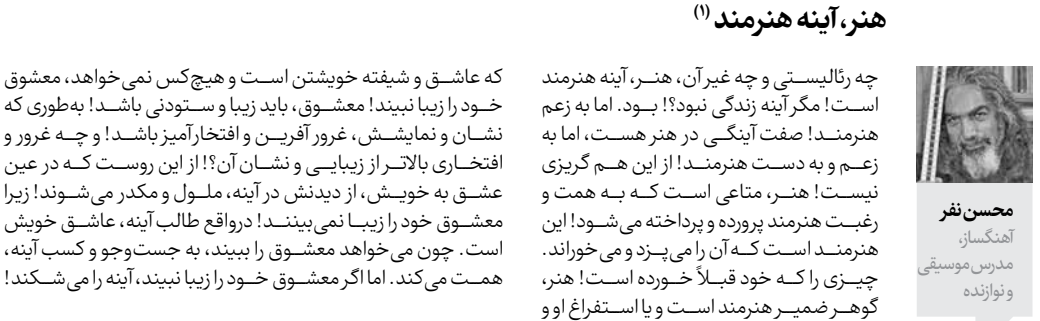 هنر،آینه هنرمند (۱)
محسن نفر
آهنگساز،
مدرس موسیقی
و نوازنده
چه رئالیستی و چه غیر آن، هنر، آینه هنرمند
است! مگر آینه زندگی نبود؟! بود. اما به زعم
هنرمند! صفت آینگی در هنر هست، اما به
زعم و به دست هنرمند! از این هم گریزی
نیست! هنر، متاعی است که به همت و
رغبت هنرمند پرورده و پرداخته می‌شود! این
هنرمند است که آن را می‌پزد و می‌خوراند.
چیزی را که خود قبلاً خورده است! هنر،
گوهر ضمیر هنرمند است و یا استفراغ او و
که عاشق و شیفته خویشتن است و هیچ‌کس نمی‌خواهد، معشوق
خود را زیبا نبیند! معشوق، باید زیبا و ستودنی باشد! به‌طوری که
نشان و نمایشش، غرور آفرین و افتخارآمیز باشد! و چه غرور و
افتخاری بالاتر از زیبایی و نشان آن؟! از این روست که در عین
عشق به خویش، از دیدنش در آینه، ملول و مکدر می‌شوند! زیرا
معشوق خود را زیبا نمی‌بینند! درواقع طالب آینه، عاشق خویش
است. چون می‌خواهد معشوق را ببیند، به جست‌وجو و کسب آینه،
همت می‌کند. اما اگر معشوق خود را زیبا نبیند، آینه را می‌شکند!